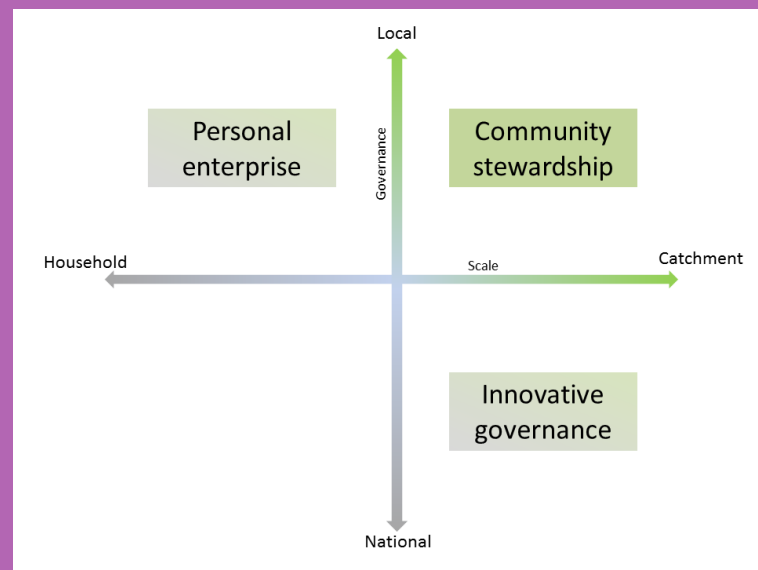 Local
Personal
enterprise
Governance
Community
stewardship
Household
Scale
Catchment
Innovative
governance
National